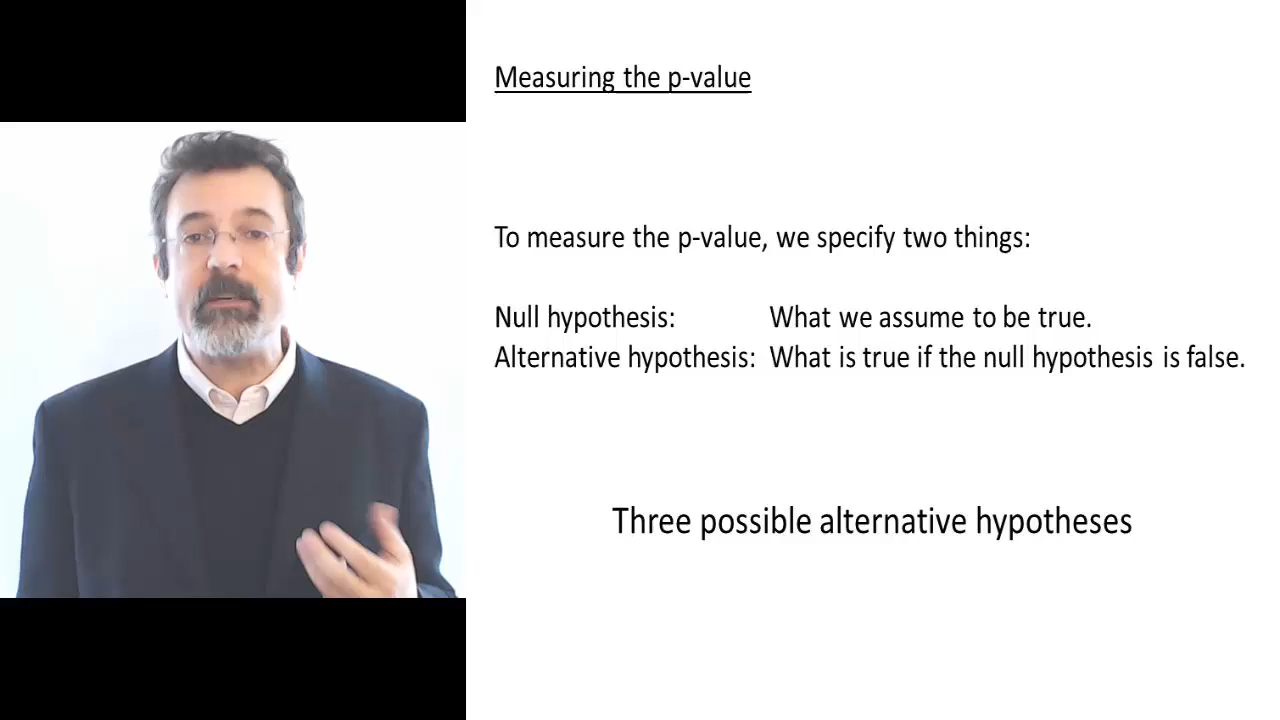 Measuring the p-value
To measure the p-value, we specify two things:
Null hypothesis: What we assume to be true.
Alternative hypothesis: What is true if the null hypothesis is false.
Three possible alternative hypotheses